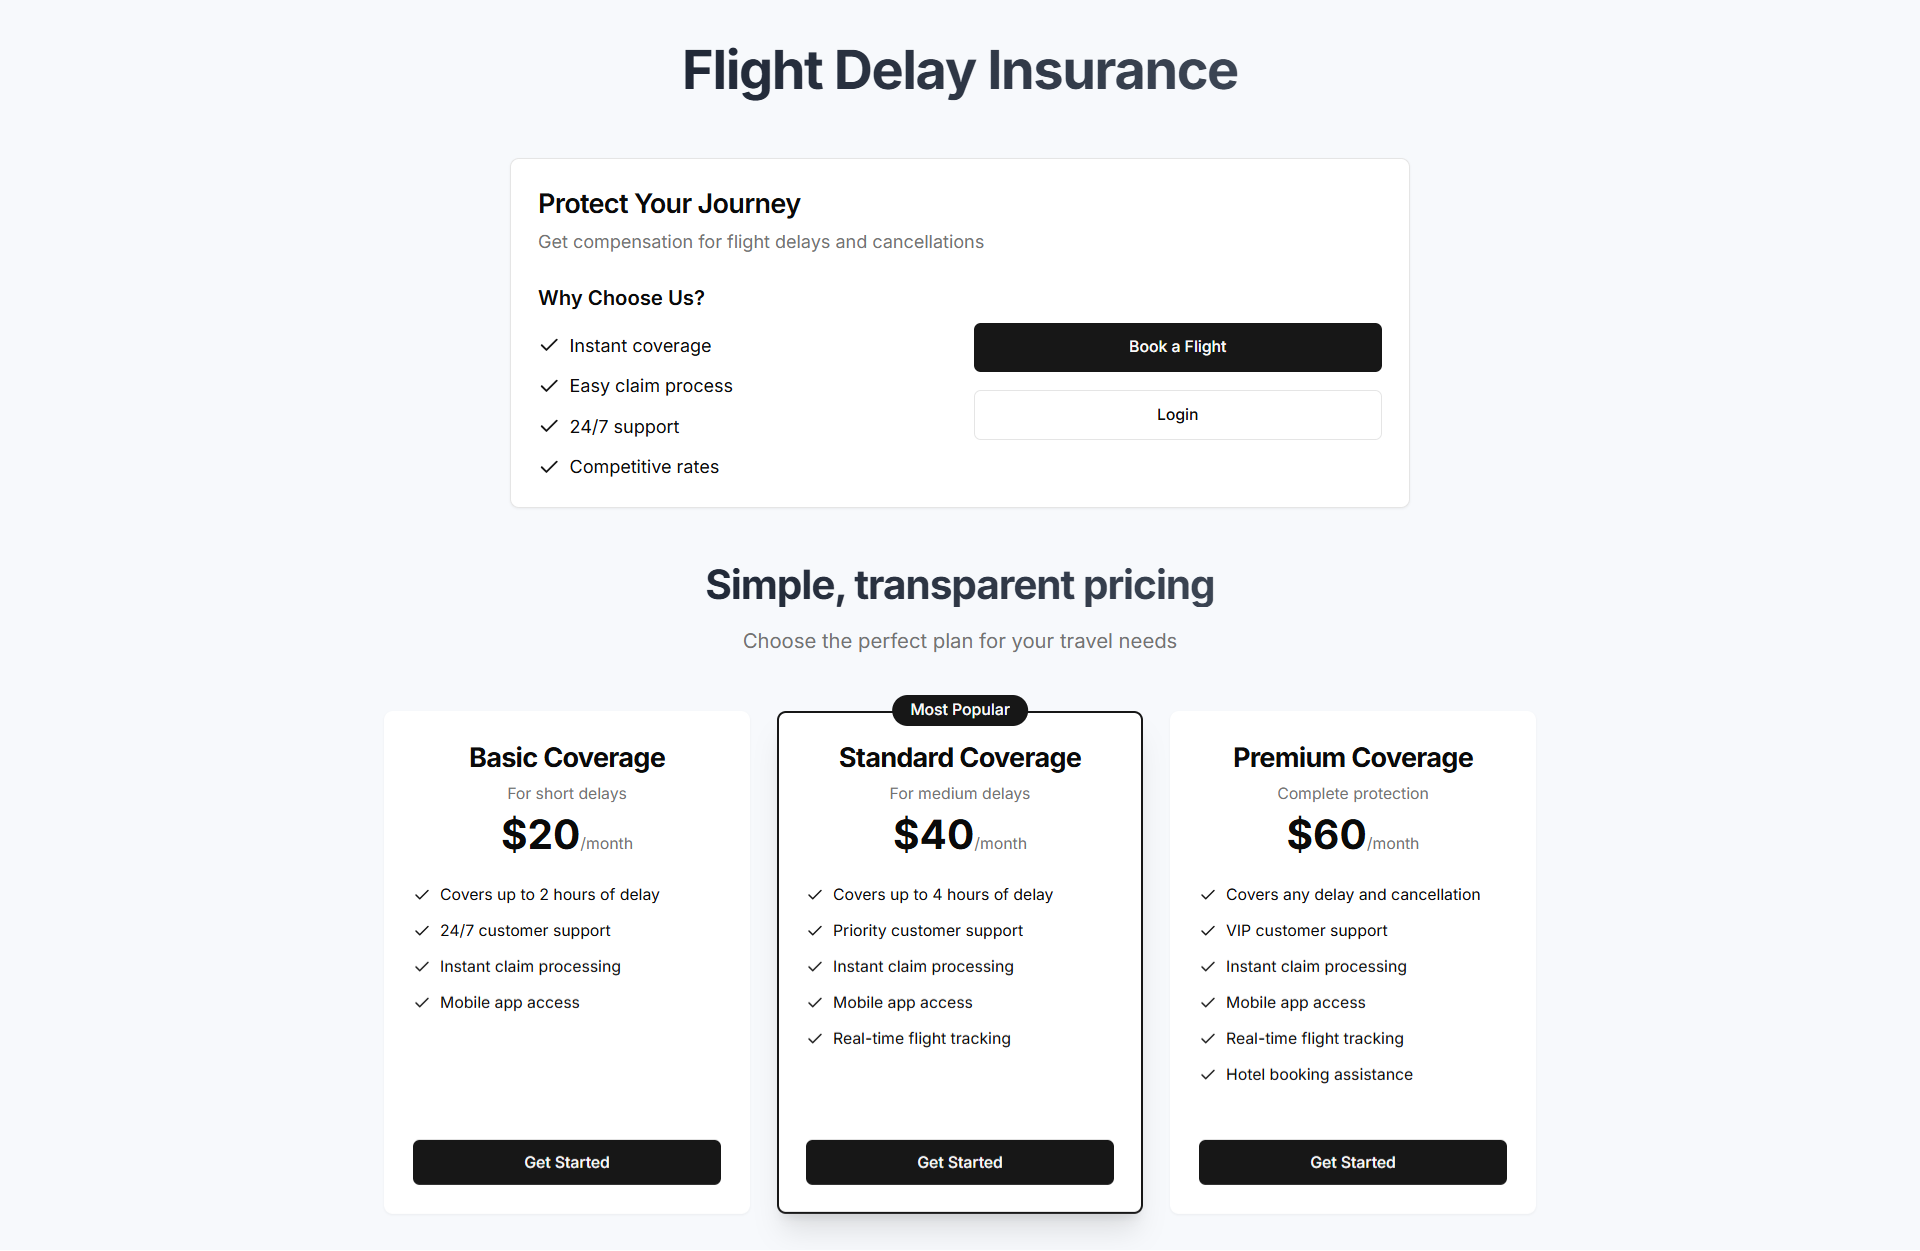 Flight Delay Insurance
Protect Your Journey
Get compensation for flight delays and cancellations
Why Choose Us?
Instant coverage
Easy claim process
24/7 support
Competitive rates
Book a Flight
Login
Simple, transparent pricing
Choose the perfect plan for your travel needs
Basic Coverage
For short delays
$20/month
Covers up to 2 hours of delay
24/7 customer support
Instant claim processing
Mobile app access
Get Started
Most Popular
Standard Coverage
For medium delays
$40/month
Covers up to 4 hours of delay
Priority customer support
Instant claim processing
Mobile app access
Real-time flight tracking
Get Started
Premium Coverage
Complete protection
$60/month
Covers any delay and cancellation
VIP customer support
Instant claim processing
Mobile app access
Real-time flight tracking
Hotel booking assistance
Get Started